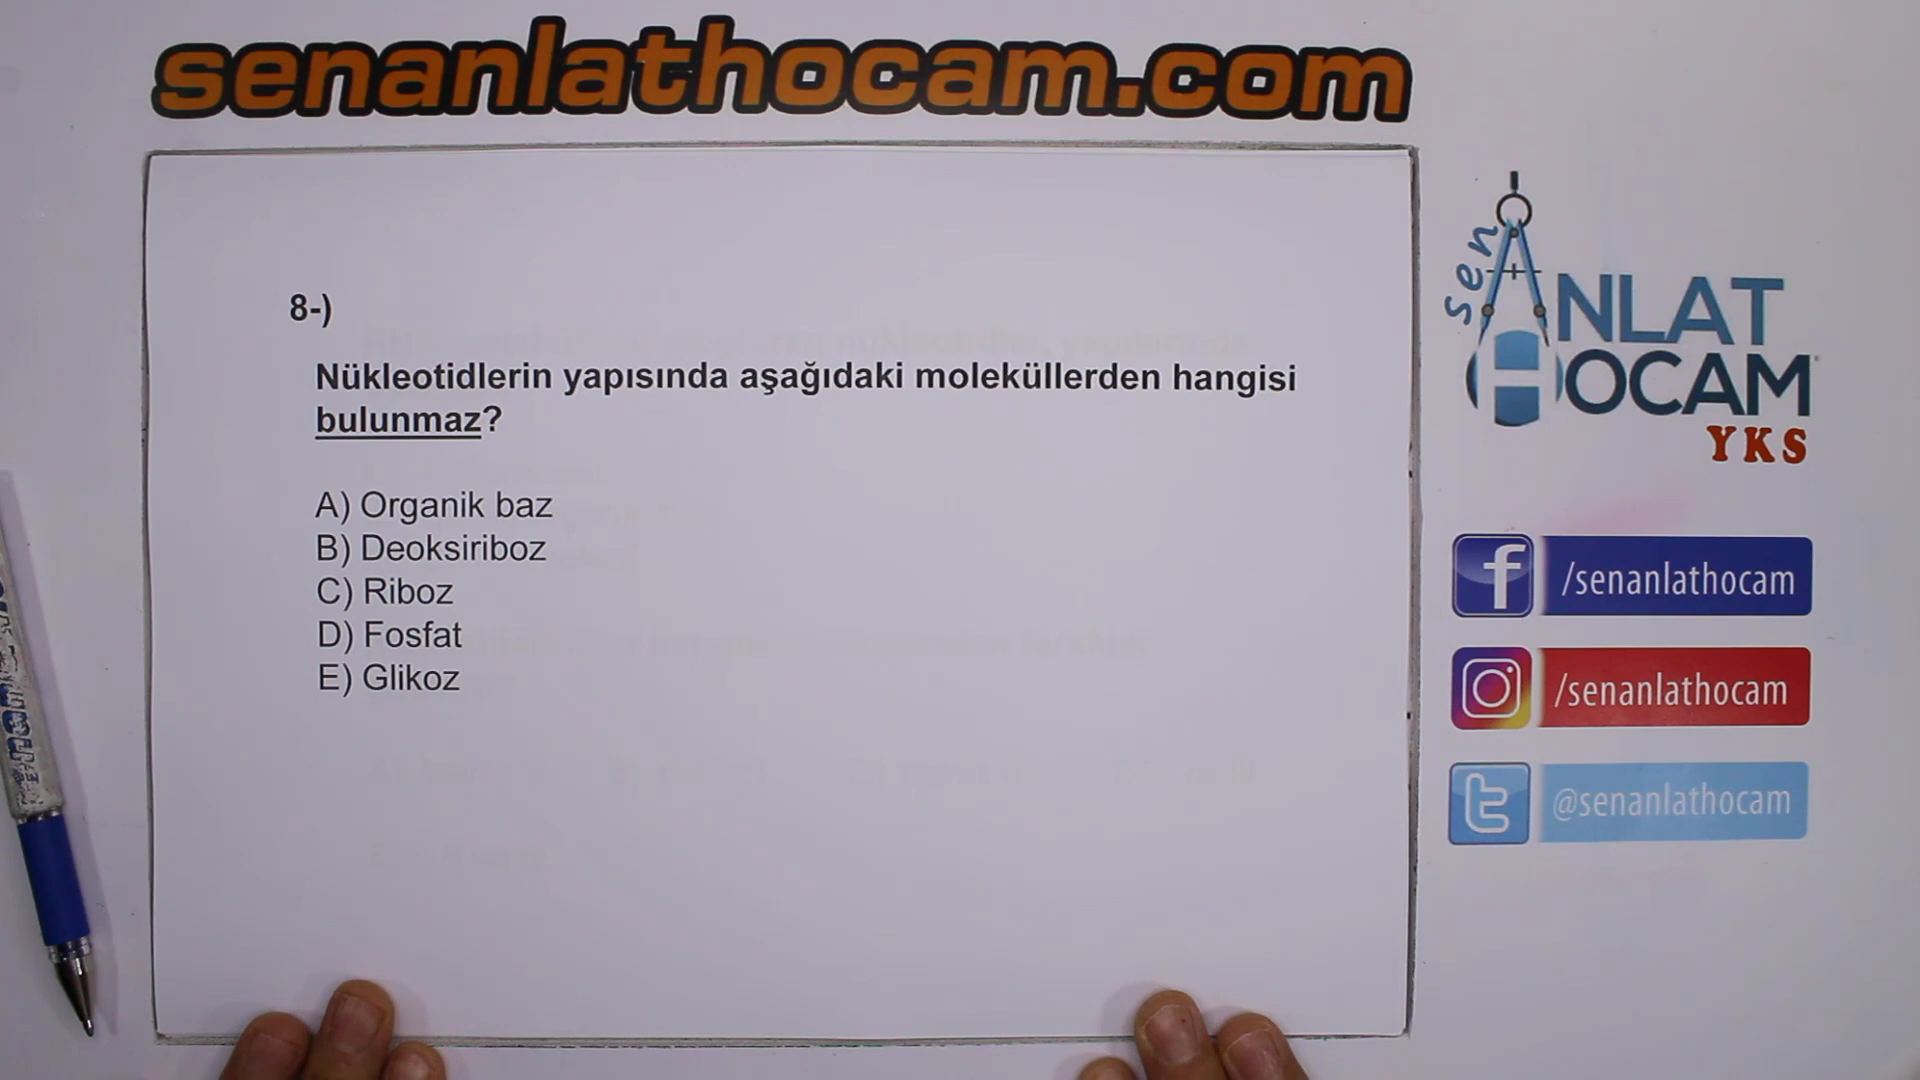 senanlathocam.com
8-)
Nükleotidlerin yapısında aşağıdaki moleküllerden hangisi
bulunmaz?
A) Organik baz
B) Deoksiriboz
C) Riboz
D) Fosfat
E) Glikoz
sen
ANLAT
HOCAM
YKS
/senanlathocam
/senanlathocam
@senanlathocam